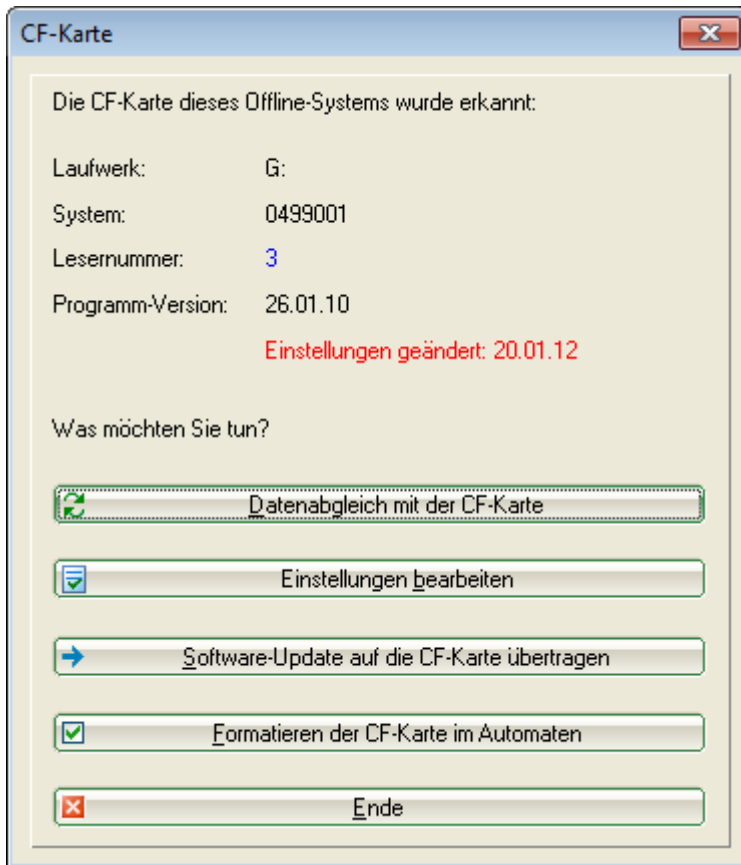 CF-Karte
Die CF-Karte dieses Offline-Systems wurde erkannt:
Laufwerk: G:
System: 0499001
Lesernummer: 3
Programm-Version: 26.01.10
Einstellungen geändert: 20.01.12
Was möchten Sie tun?
Datenabgleich mit der CF-Karte
Einstellungen bearbeiten
Software-Update auf die CF-Karte übertragen
Formatieren der CF-Karte im Automaten
Ende